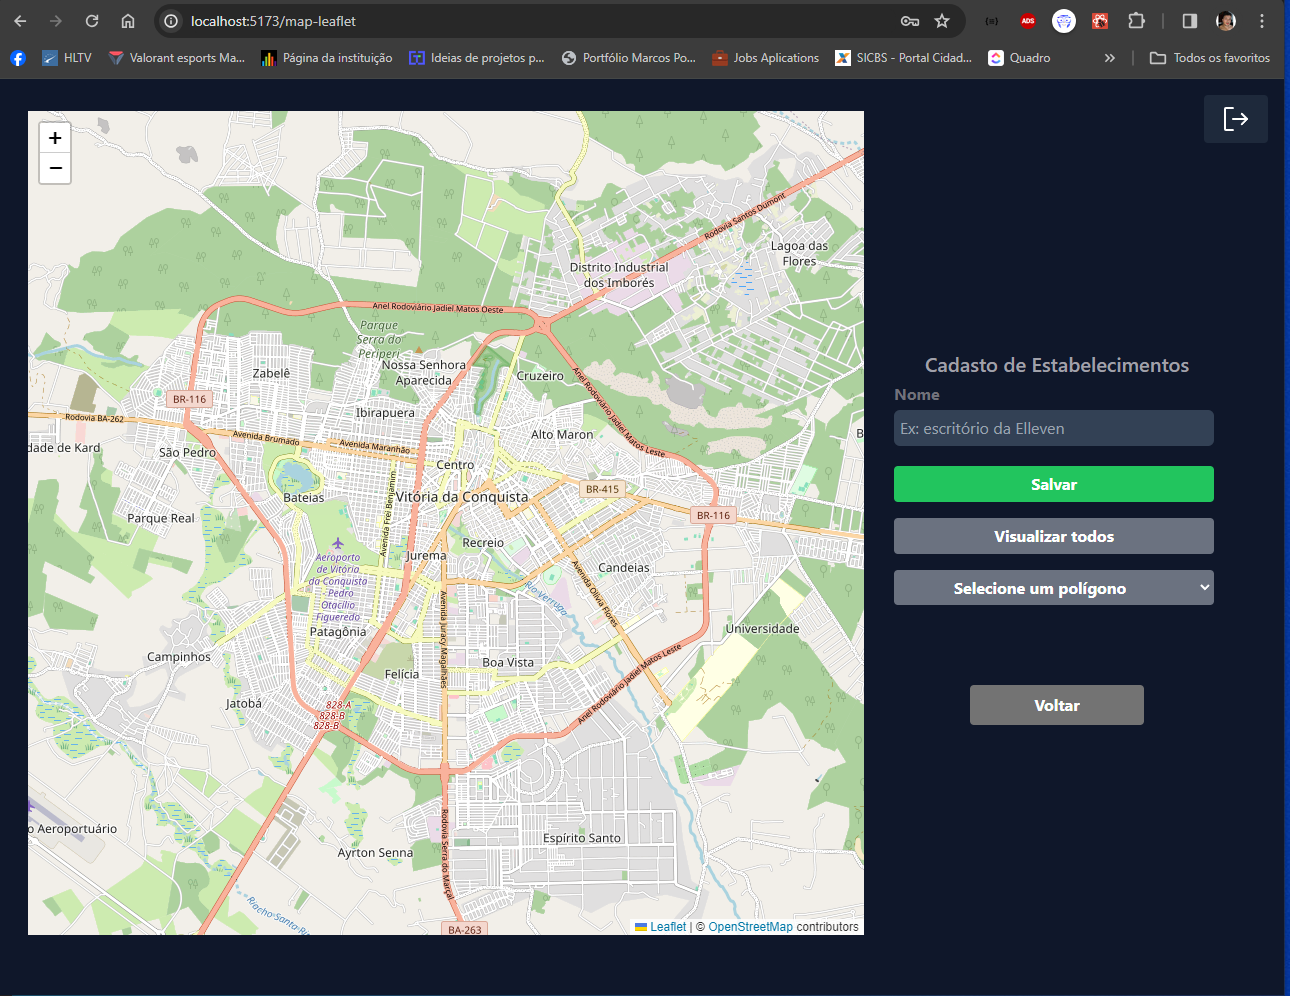 localhost:5173/map-leaflet
ADS
HLTV
Valorant esports Ma...
Página da instituição
Ideias de projetos p...
Portfólio Marcos Po...
Jobs Aplications
SICBS - Portal Cidad...
Quadro
»
Todos os favoritos
+
−
Rodovia Santos Dumont
Lagoa das
Flores
Distrito Industrial
dos Imborés
Anel Rodoviário Jadiel Matos Oeste
Parque
Serra do
Periperi
Nossa Senhora
Aparecida
Zabelê
Cruzeiro
Anel Rodoviário Jadiel Matos Leste
BR-116
Ibirapuera
Rodovia BA-262
Avenida Brumado
Avenida Maranhão
Alto Maron
B
dade de Kard
São Pedro
Centro
Bateias
Vitória da Conquista
BR-415
BR-116
Parque Real
Avenida Frei Benjamim
Recreio
Aeroporto
de Vitória
da Conquista
- Pedro
Otacílio
Figueredo
Jurema
Candeias
Avenida Olívia Flores
Rio Verruga
Avenida Juracy Magalhães
Patagônia
Universidade
Campinhos
Boa Vista
Felícia
Anel Rodoviário Jadiel Matos Leste
Jatobá
828-A
828-B
828-B
o Aeroportuário
Espírito Santo
Ayrton Senna
Rodovia Serra do Marçal
Riacho Santa Ri
BA-263
Leaflet | © OpenStreetMap contributors
Cadasto de Estabelecimentos
Nome
Ex: escritório da Elleven
Salvar
Visualizar todos
Selecione um polígono
Voltar